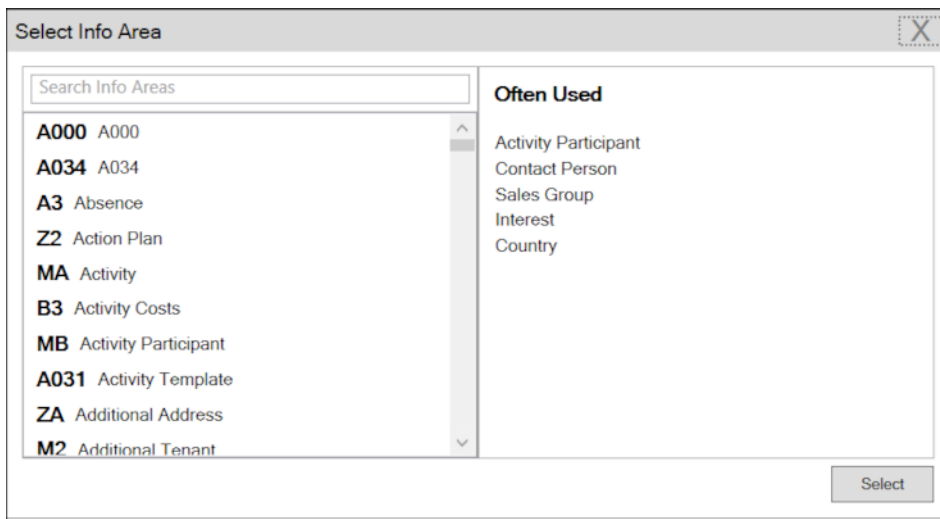 Select Info Area
X
Search Info Areas
A000 A000
A034 A034
A3 Absence
Z2 Action Plan
MA Activity
B3 Activity Costs
MB Activity Participant
A031 Activity Template
ZA Additional Address
M2 Additional Tenant
Often Used
Activity Participant
Contact Person
Sales Group
Interest
Country
Select